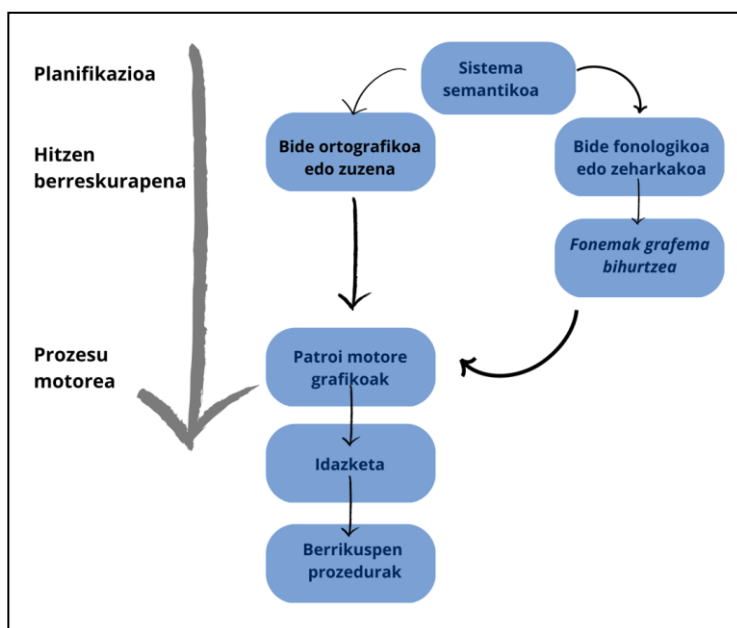 Planifikazioa
Sistema
semantikoa
Hitzen
berreskurapena
Bide ortografikoa
edo zuzena
Bide fonologikoa
edo zeharkakoa
Fonemak grafema
bihurtzea
Prozesu
motorea
Patroi motore
grafikoak
Idazketa
Berrikuspen
prozedurak